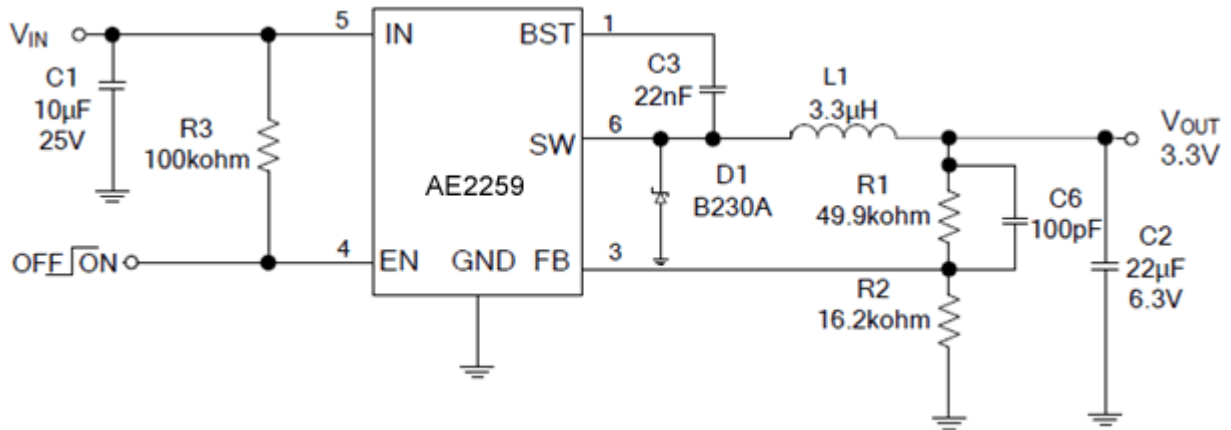 5
IN
BST
1
VIN
C1
10µF
25V
R3
100kohm
C3
22nF
L1
3.3µH
SW
6
VOUT
3.3V
AE2259
D1
B230A
R1
49.9kohm
C6
100pF
C2
22µF
6.3V
OFF ON
4
EN
GND
FB
3
R2
16.2kohm